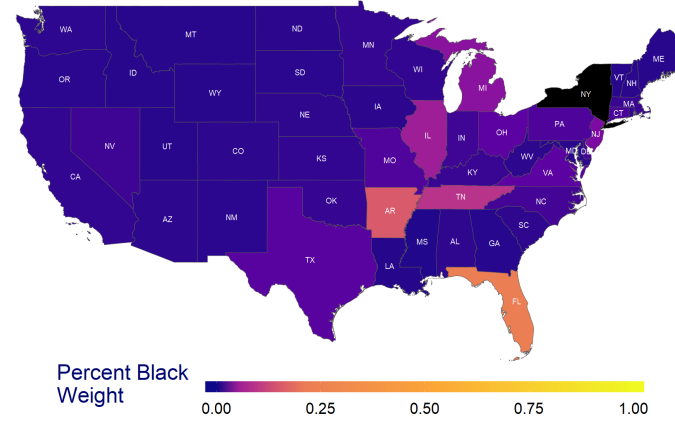 WA
MT
ND
MN
ME
OR
ID
SD
WI
VT
NH
WY
MI
NY
MA
CT
NE
IA
PA
NJ
NV
UT
CO
IL
IN
OH
MD
DE
CA
KS
MO
WV
VA
KY
AZ
NM
OK
AR
TN
NC
SC
TX
LA
MS
AL
GA
FL
Percent Black
Weight
0.00 0.25 0.50 0.75 1.00